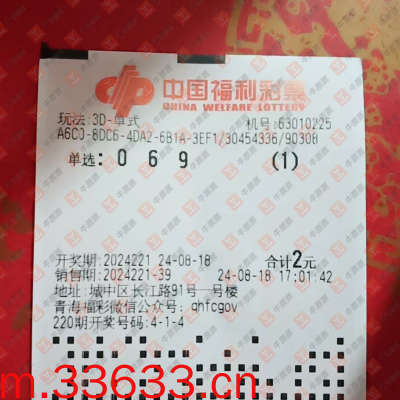 中国福利彩票
CHINA WELFARE LOTTERY
玩法:3D-单式 机号:63010225
A6C0-8DC6-4DA2-6B1A-3EF1/30454336/90308
单选: 0 6 9 (1)
开奖期:2024221 24-08-18 合计2元
销售期:2024221-39 24-08-18 17:01:42
地址:城中区长江路91号一号楼
青海福彩微信公众号: qhfcgov
220期开奖号码:4-1-4
m.33633.cn